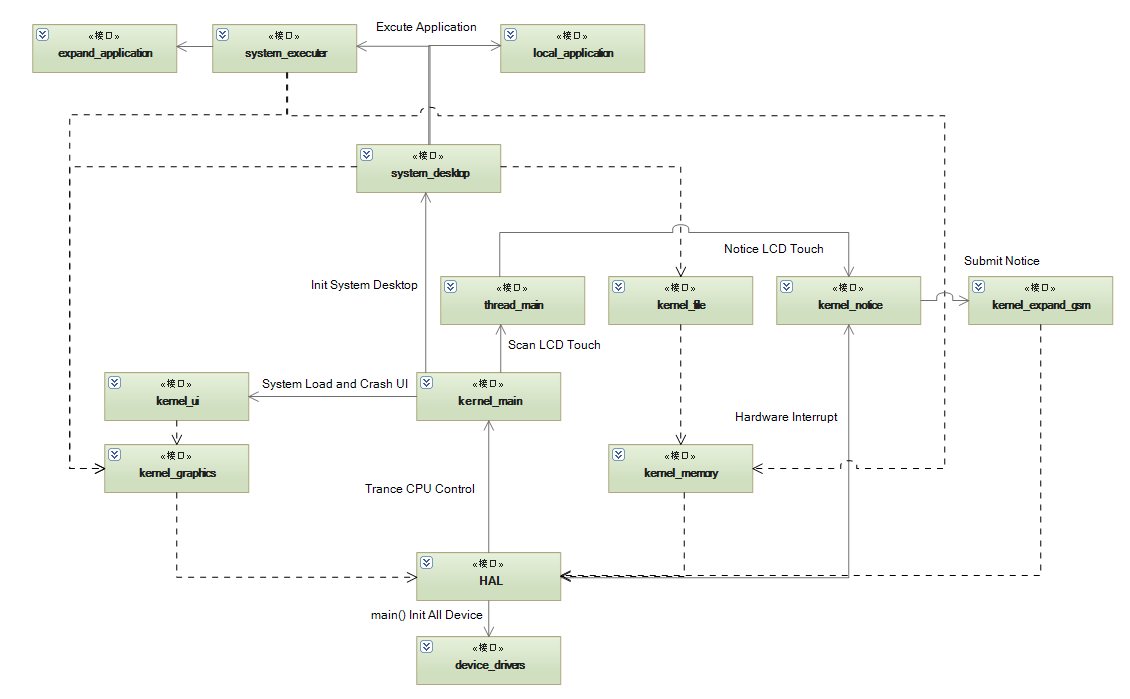 Excute Application
«接口»
expand_application
«接口»
system_executer
«接口»
local_application
«接口»
system_desktop
Notice LCD Touch
Submit Notice
Init System Desktop
«接口»
thread_main
«接口»
kernel_file
«接口»
kernel_notice
«接口»
kernel_expand_gsm
Scan LCD Touch
System Load and Crash UI
«接口»
kernel_ui
«接口»
kernel_main
Hardware Interrupt
«接口»
kernel_graphics
«接口»
kernel_memory
Trance CPU Control
«接口»
HAL
main() Init All Device
«接口»
device_drivers